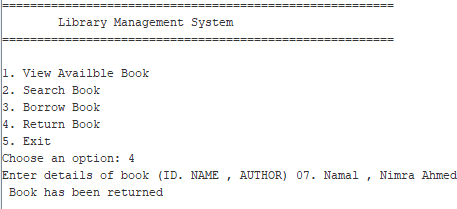 ========================================================
Library Management System
========================================================
1. View Availble Book
2. Search Book
3. Borrow Book
4. Return Book
5. Exit
Choose an option: 4
Enter details of book (ID. NAME , AUTHOR) 07. Namal , Nimra Ahmed
Book has been returned